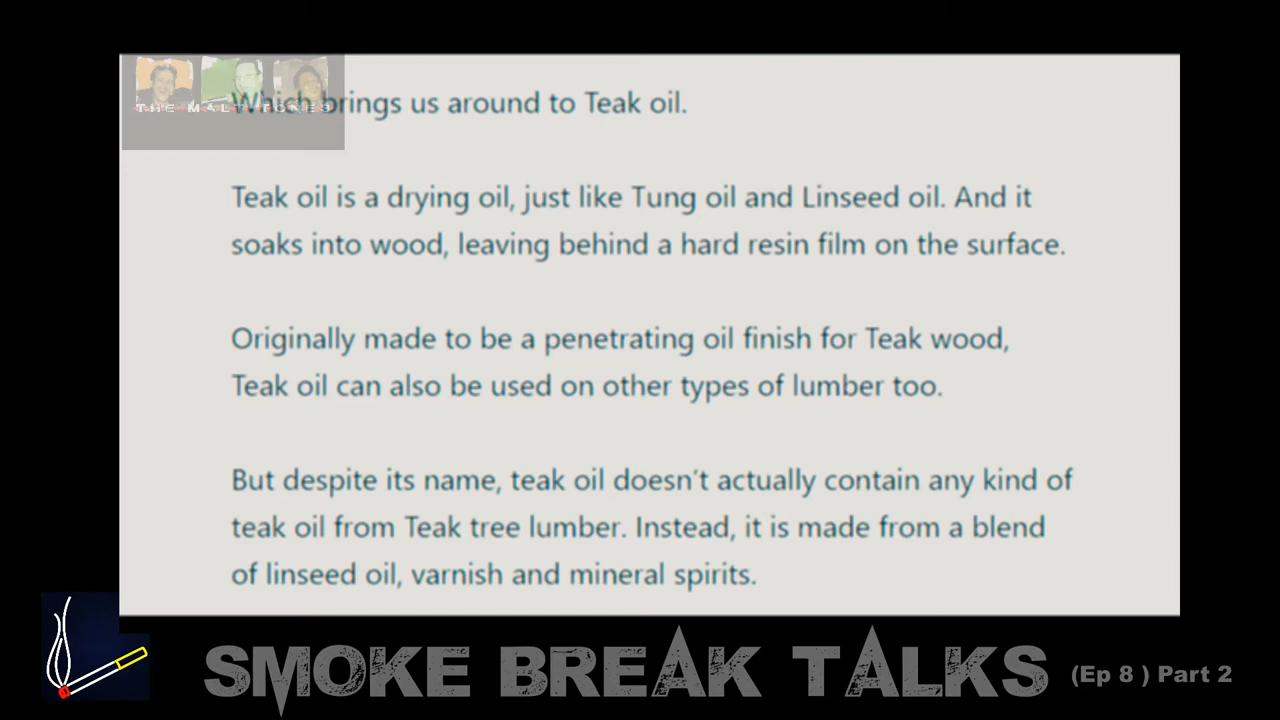 THE MALT TONES
Which brings us around to Teak oil.
Teak oil is a drying oil, just like Tung oil and Linseed oil. And it
soaks into wood, leaving behind a hard resin film on the surface.
Originally made to be a penetrating oil finish for Teak wood,
Teak oil can also be used on other types of lumber too.
But despite its name, teak oil doesn't actually contain any kind of
teak oil from Teak tree lumber. Instead, it is made from a blend
of linseed oil, varnish and mineral spirits.
SMOKE BREAK TALKS (Ep 8 ) Part 2